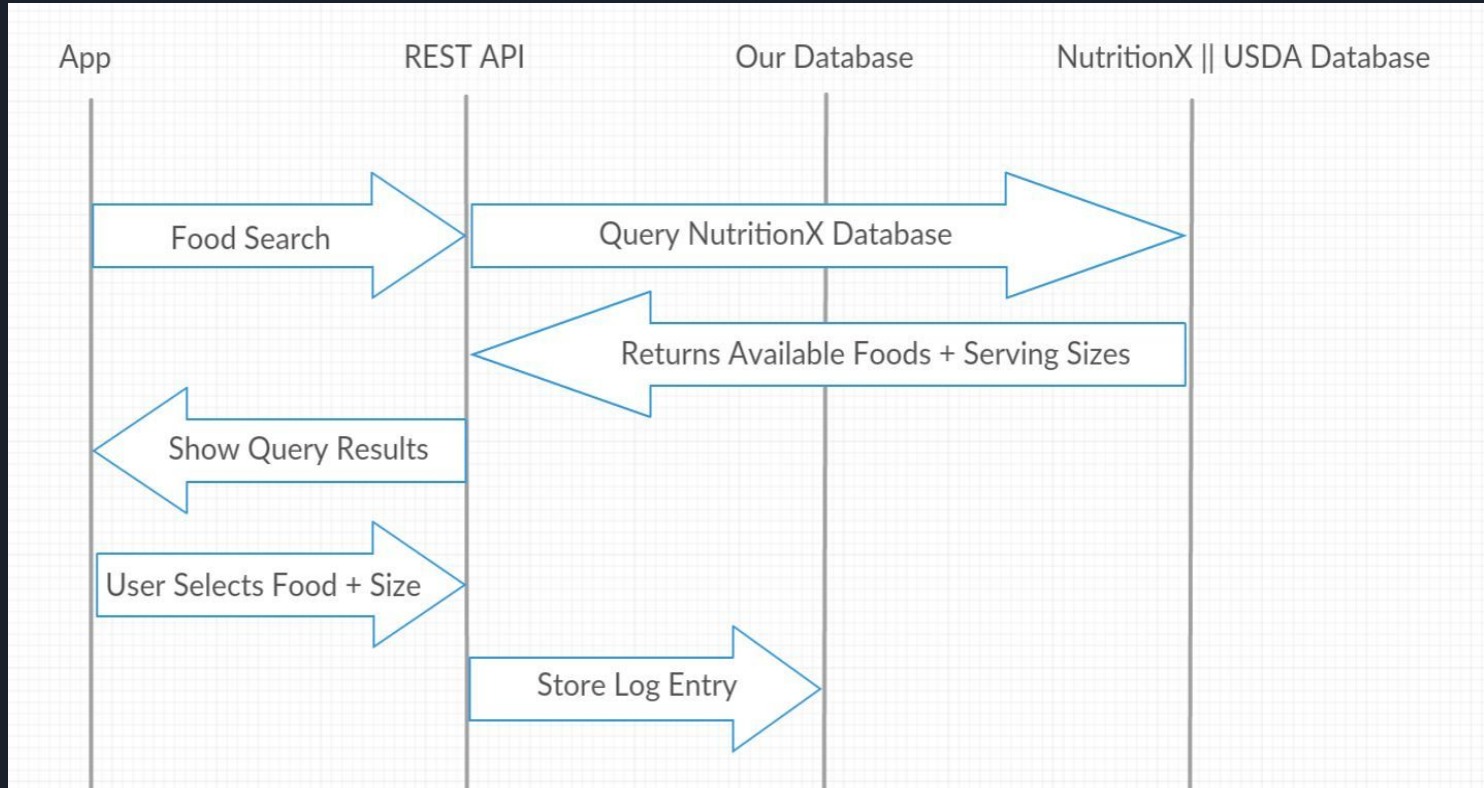 App
REST API
Our Database
NutritionX || USDA Database
Food Search
Query NutritionX Database
Returns Available Foods + Serving Sizes
Show Query Results
User Selects Food + Size
Store Log Entry